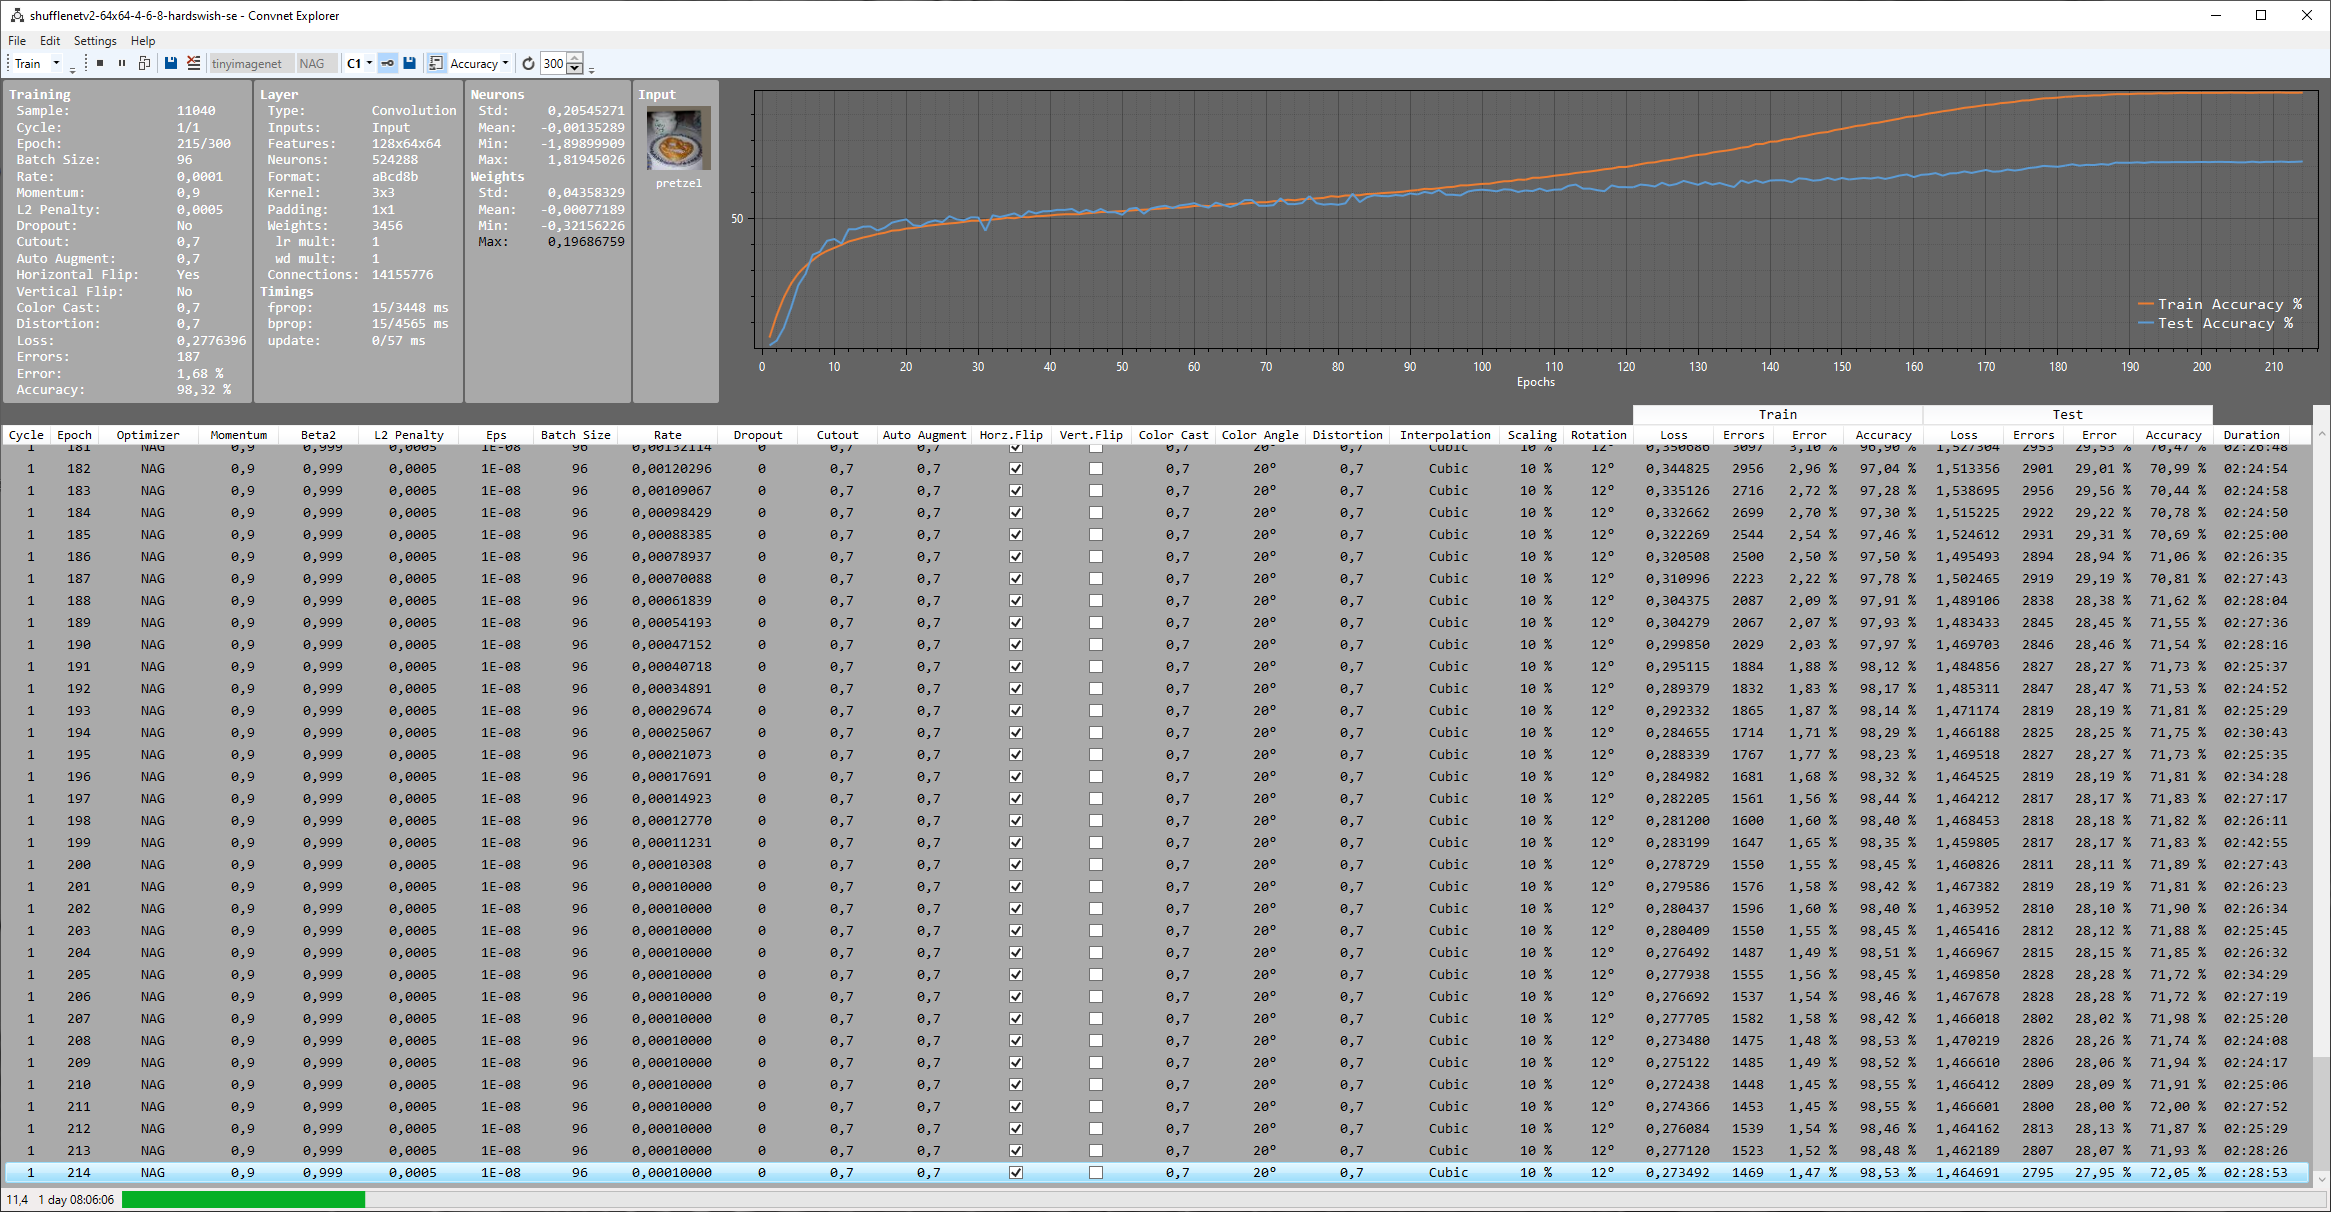 shufflenetv2-64x64-4-6-8-hardswish-se - Convnet Explorer
File Edit Settings Help
Train tinyimagenet NAG C1 Accuracy 300
Training
Sample: 11040
Cycle: 1/1
Epoch: 215/300
Batch Size: 96
Rate: 0,0001
Momentum: 0,9
L2 Penalty: 0,0005
Dropout: No
Cutout: 0,7
Auto Augment: 0,7
Horizontal Flip: Yes
Vertical Flip: No
Color Cast: 0,7
Distortion: 0,7
Loss: 0,2776396
Errors: 187
Error: 1,68 %
Accuracy: 98,32 %
Layer
Type: Convolution
Inputs: Input
Features: 128x64x64
Neurons: 524288
Format: aBcd8b
Kernel: 3x3
Padding: 1x1
Weights: 3456
lr mult: 1
wd mult: 1
Connections: 14155776
Timings
fprop: 15/3448 ms
bprop: 15/4565 ms
update: 0/57 ms
Neurons
Std: 0,20545271
Mean: -0,00135289
Min: -1,89899909
Max: 1,81945026
Weights
Std: 0,04358329
Mean: -0,00077189
Min: -0,32156226
Max: 0,19686759
Input
pretzel
50
Train Accuracy %
Test Accuracy %
0 10 20 30 40 50 60 70 80 90 100 110 120 130 140 150 160 170 180 190 200 210
Epochs
Train Test
Cycle Epoch Optimizer Momentum Beta2 L2 Penalty Eps Batch Size Rate Dropout Cutout Auto Augment Horz.Flip Vert.Flip Color Cast Color Angle Distortion Interpolation Scaling Rotation Loss Errors Error Accuracy Loss Errors Error Accuracy Duration
1 181 NAG 0,9 0,999 0,0005 1E-08 96 0,00132114 0 0,7 0,7 0,7 20° 0,7 Cubic 10 % 12° 0,350686 3097 3,10 % 96,90 % 1,527304 2953 29,53 % 70,47 % 02:26:48
1 182 NAG 0,9 0,999 0,0005 1E-08 96 0,00120296 0 0,7 0,7 0,7 20° 0,7 Cubic 10 % 12° 0,344825 2956 2,96 % 97,04 % 1,513356 2901 29,01 % 70,99 % 02:24:54
1 183 NAG 0,9 0,999 0,0005 1E-08 96 0,00109067 0 0,7 0,7 0,7 20° 0,7 Cubic 10 % 12° 0,335126 2716 2,72 % 97,28 % 1,538695 2956 29,56 % 70,44 % 02:24:58
1 184 NAG 0,9 0,999 0,0005 1E-08 96 0,00098429 0 0,7 0,7 0,7 20° 0,7 Cubic 10 % 12° 0,332662 2699 2,70 % 97,30 % 1,515225 2922 29,22 % 70,78 % 02:24:50
1 185 NAG 0,9 0,999 0,0005 1E-08 96 0,00088385 0 0,7 0,7 0,7 20° 0,7 Cubic 10 % 12° 0,322269 2544 2,54 % 97,46 % 1,524612 2931 29,31 % 70,69 % 02:25:00
1 186 NAG 0,9 0,999 0,0005 1E-08 96 0,00078937 0 0,7 0,7 0,7 20° 0,7 Cubic 10 % 12° 0,320508 2500 2,50 % 97,50 % 1,495493 2894 28,94 % 71,06 % 02:26:35
1 187 NAG 0,9 0,999 0,0005 1E-08 96 0,00070088 0 0,7 0,7 0,7 20° 0,7 Cubic 10 % 12° 0,310996 2223 2,22 % 97,78 % 1,502465 2919 29,19 % 70,81 % 02:27:43
1 188 NAG 0,9 0,999 0,0005 1E-08 96 0,00061839 0 0,7 0,7 0,7 20° 0,7 Cubic 10 % 12° 0,304375 2087 2,09 % 97,91 % 1,489106 2838 28,38 % 71,62 % 02:28:04
1 189 NAG 0,9 0,999 0,0005 1E-08 96 0,00054193 0 0,7 0,7 0,7 20° 0,7 Cubic 10 % 12° 0,304279 2067 2,07 % 97,93 % 1,483433 2845 28,45 % 71,55 % 02:27:36
1 190 NAG 0,9 0,999 0,0005 1E-08 96 0,00047152 0 0,7 0,7 0,7 20° 0,7 Cubic 10 % 12° 0,299850 2029 2,03 % 97,97 % 1,469703 2846 28,46 % 71,54 % 02:28:16
1 191 NAG 0,9 0,999 0,0005 1E-08 96 0,00040718 0 0,7 0,7 0,7 20° 0,7 Cubic 10 % 12° 0,295115 1884 1,88 % 98,12 % 1,484856 2827 28,27 % 71,73 % 02:25:37
1 192 NAG 0,9 0,999 0,0005 1E-08 96 0,00034891 0 0,7 0,7 0,7 20° 0,7 Cubic 10 % 12° 0,289379 1832 1,83 % 98,17 % 1,485311 2847 28,47 % 71,53 % 02:24:52
1 193 NAG 0,9 0,999 0,0005 1E-08 96 0,00029674 0 0,7 0,7 0,7 20° 0,7 Cubic 10 % 12° 0,292332 1865 1,87 % 98,14 % 1,471174 2819 28,19 % 71,81 % 02:25:29
1 194 NAG 0,9 0,999 0,0005 1E-08 96 0,00025067 0 0,7 0,7 0,7 20° 0,7 Cubic 10 % 12° 0,284655 1714 1,71 % 98,29 % 1,466188 2825 28,25 % 71,75 % 02:30:43
1 195 NAG 0,9 0,999 0,0005 1E-08 96 0,00021073 0 0,7 0,7 0,7 20° 0,7 Cubic 10 % 12° 0,288339 1767 1,77 % 98,23 % 1,469518 2827 28,27 % 71,73 % 02:25:35
1 196 NAG 0,9 0,999 0,0005 1E-08 96 0,00017691 0 0,7 0,7 0,7 20° 0,7 Cubic 10 % 12° 0,284982 1681 1,68 % 98,32 % 1,464525 2819 28,19 % 71,81 % 02:34:28
1 197 NAG 0,9 0,999 0,0005 1E-08 96 0,00014923 0 0,7 0,7 0,7 20° 0,7 Cubic 10 % 12° 0,282205 1561 1,56 % 98,44 % 1,464212 2817 28,17 % 71,83 % 02:27:17
1 198 NAG 0,9 0,999 0,0005 1E-08 96 0,00012770 0 0,7 0,7 0,7 20° 0,7 Cubic 10 % 12° 0,281200 1600 1,60 % 98,40 % 1,468453 2818 28,18 % 71,82 % 02:26:11
1 199 NAG 0,9 0,999 0,0005 1E-08 96 0,00011231 0 0,7 0,7 0,7 20° 0,7 Cubic 10 % 12° 0,283199 1647 1,65 % 98,35 % 1,459805 2817 28,17 % 71,83 % 02:42:55
1 200 NAG 0,9 0,999 0,0005 1E-08 96 0,00010308 0 0,7 0,7 0,7 20° 0,7 Cubic 10 % 12° 0,278729 1550 1,55 % 98,45 % 1,460826 2811 28,11 % 71,89 % 02:27:43
1 201 NAG 0,9 0,999 0,0005 1E-08 96 0,00010000 0 0,7 0,7 0,7 20° 0,7 Cubic 10 % 12° 0,279586 1576 1,58 % 98,42 % 1,467382 2819 28,19 % 71,81 % 02:26:23
1 202 NAG 0,9 0,999 0,0005 1E-08 96 0,00010000 0 0,7 0,7 0,7 20° 0,7 Cubic 10 % 12° 0,280437 1596 1,60 % 98,40 % 1,463952 2810 28,10 % 71,90 % 02:26:34
1 203 NAG 0,9 0,999 0,0005 1E-08 96 0,00010000 0 0,7 0,7 0,7 20° 0,7 Cubic 10 % 12° 0,280409 1550 1,55 % 98,45 % 1,465416 2812 28,12 % 71,88 % 02:25:45
1 204 NAG 0,9 0,999 0,0005 1E-08 96 0,00010000 0 0,7 0,7 0,7 20° 0,7 Cubic 10 % 12° 0,276492 1487 1,49 % 98,51 % 1,466967 2815 28,15 % 71,85 % 02:26:32
1 205 NAG 0,9 0,999 0,0005 1E-08 96 0,00010000 0 0,7 0,7 0,7 20° 0,7 Cubic 10 % 12° 0,277938 1555 1,56 % 98,45 % 1,469850 2828 28,28 % 71,72 % 02:34:29
1 206 NAG 0,9 0,999 0,0005 1E-08 96 0,00010000 0 0,7 0,7 0,7 20° 0,7 Cubic 10 % 12° 0,276692 1537 1,54 % 98,46 % 1,467678 2828 28,28 % 71,72 % 02:27:19
1 207 NAG 0,9 0,999 0,0005 1E-08 96 0,00010000 0 0,7 0,7 0,7 20° 0,7 Cubic 10 % 12° 0,277705 1582 1,58 % 98,42 % 1,466018 2802 28,02 % 71,98 % 02:25:20
1 208 NAG 0,9 0,999 0,0005 1E-08 96 0,00010000 0 0,7 0,7 0,7 20° 0,7 Cubic 10 % 12° 0,273480 1475 1,48 % 98,53 % 1,470219 2826 28,26 % 71,74 % 02:24:08
1 209 NAG 0,9 0,999 0,0005 1E-08 96 0,00010000 0 0,7 0,7 0,7 20° 0,7 Cubic 10 % 12° 0,275122 1485 1,49 % 98,52 % 1,466610 2806 28,06 % 71,94 % 02:24:17
1 210 NAG 0,9 0,999 0,0005 1E-08 96 0,00010000 0 0,7 0,7 0,7 20° 0,7 Cubic 10 % 12° 0,272438 1448 1,45 % 98,55 % 1,466412 2809 28,09 % 71,91 % 02:25:06
1 211 NAG 0,9 0,999 0,0005 1E-08 96 0,00010000 0 0,7 0,7 0,7 20° 0,7 Cubic 10 % 12° 0,274366 1453 1,45 % 98,55 % 1,466601 2800 28,00 % 72,00 % 02:27:52
1 212 NAG 0,9 0,999 0,0005 1E-08 96 0,00010000 0 0,7 0,7 0,7 20° 0,7 Cubic 10 % 12° 0,276084 1539 1,54 % 98,46 % 1,464162 2813 28,13 % 71,87 % 02:25:29
1 213 NAG 0,9 0,999 0,0005 1E-08 96 0,00010000 0 0,7 0,7 0,7 20° 0,7 Cubic 10 % 12° 0,277120 1523 1,52 % 98,48 % 1,462189 2807 28,07 % 71,93 % 02:28:26
1 214 NAG 0,9 0,999 0,0005 1E-08 96 0,00010000 0 0,7 0,7 0,7 20° 0,7 Cubic 10 % 12° 0,273492 1469 1,47 % 98,53 % 1,464691 2795 27,95 % 72,05 % 02:28:53
11,4 1 day 08:06:06